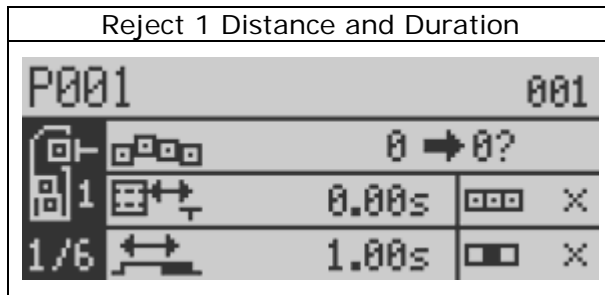 Reject 1 Distance and Duration
P001 001
0 ➡ 0?
1 0.00s ×
1/6 1.00s ×